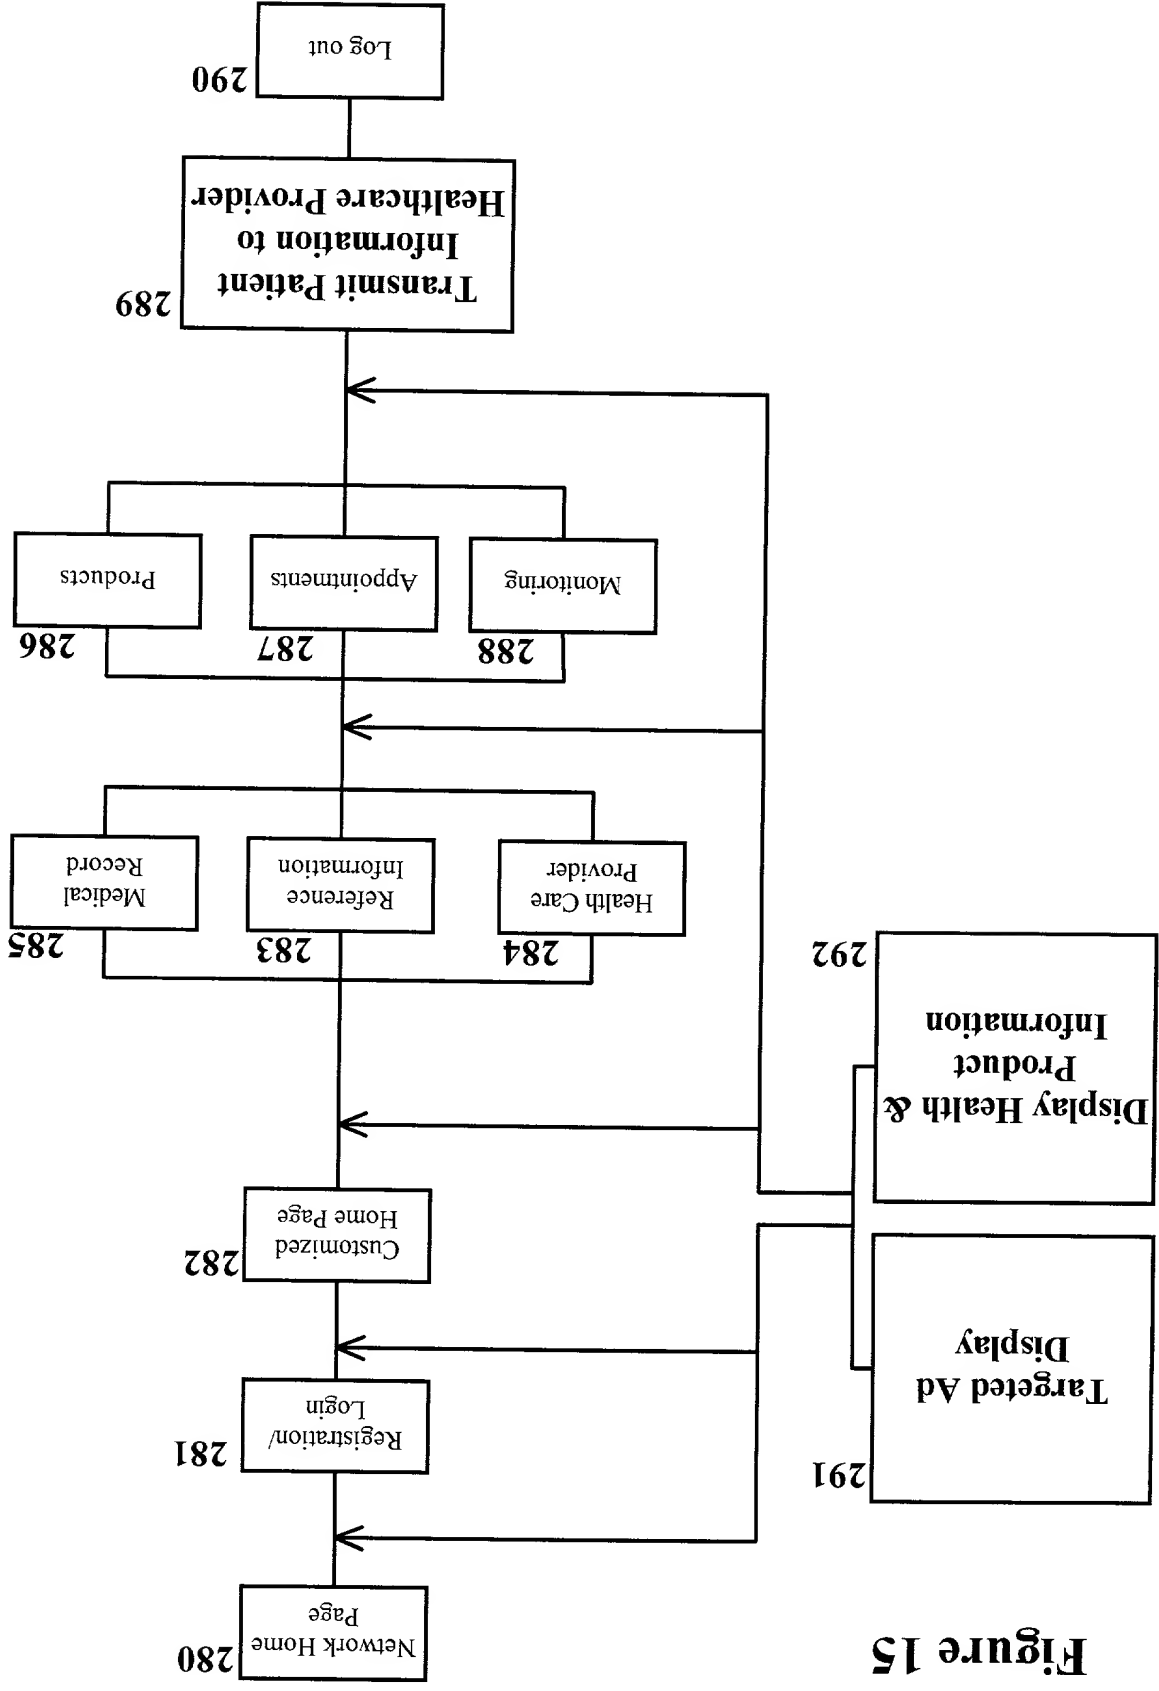 Figure 15
280
Network Home
Page
281
Registration/
Login
291
Targeted Ad
Display
282
Customized
Home Page
292
Display Health &
Product
Information
284
Health Care
Provider
283
Reference
Information
285
Medical
Record
288
Monitoring
287
Appointments
286
Products
289
Transmit Patient
Information to
Healthcare Provider
290
Log out